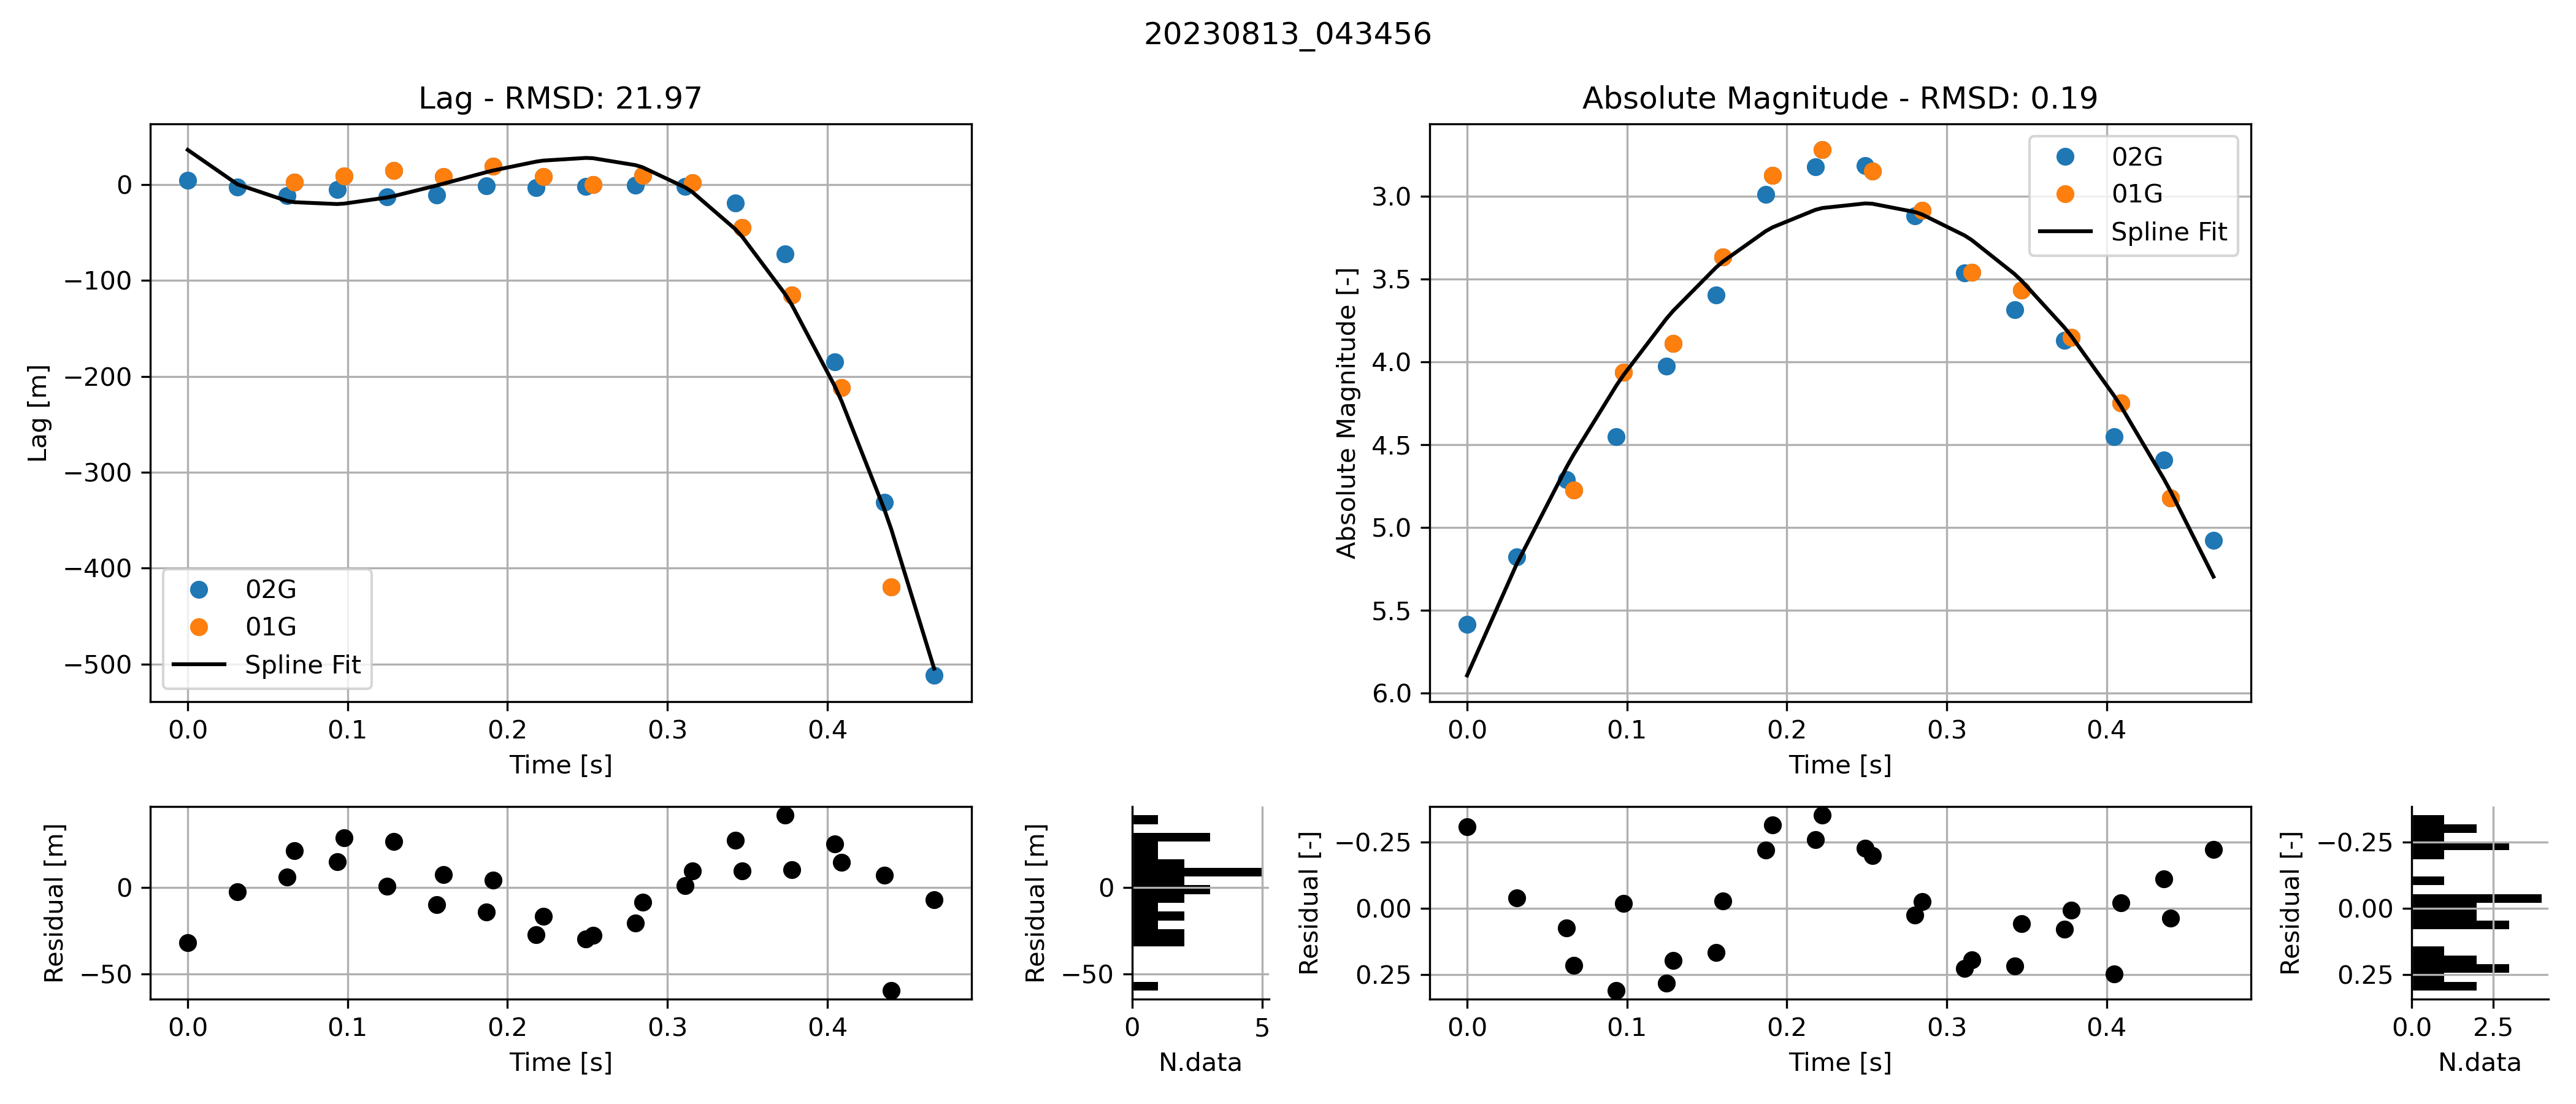 20230813_043456
Lag - RMSD: 21.97
Lag [m]
0
−100
−200
−300
−400
−500
02G
01G
Spline Fit
0.0 0.1 0.2 0.3 0.4
Time [s]
Absolute Magnitude - RMSD: 0.19
Absolute Magnitude [-]
3.0
3.5
4.0
4.5
5.0
5.5
6.0
02G
01G
Spline Fit
0.0 0.1 0.2 0.3 0.4
Time [s]
Residual [m]
0
−50
0.0 0.1 0.2 0.3 0.4
Time [s]
Residual [m]
0
−50
0 5
N.data
Residual [-]
−0.25
0.00
0.25
0.0 0.1 0.2 0.3 0.4
Time [s]
Residual [-]
−0.25
0.00
0.25
0.0 2.5
N.data